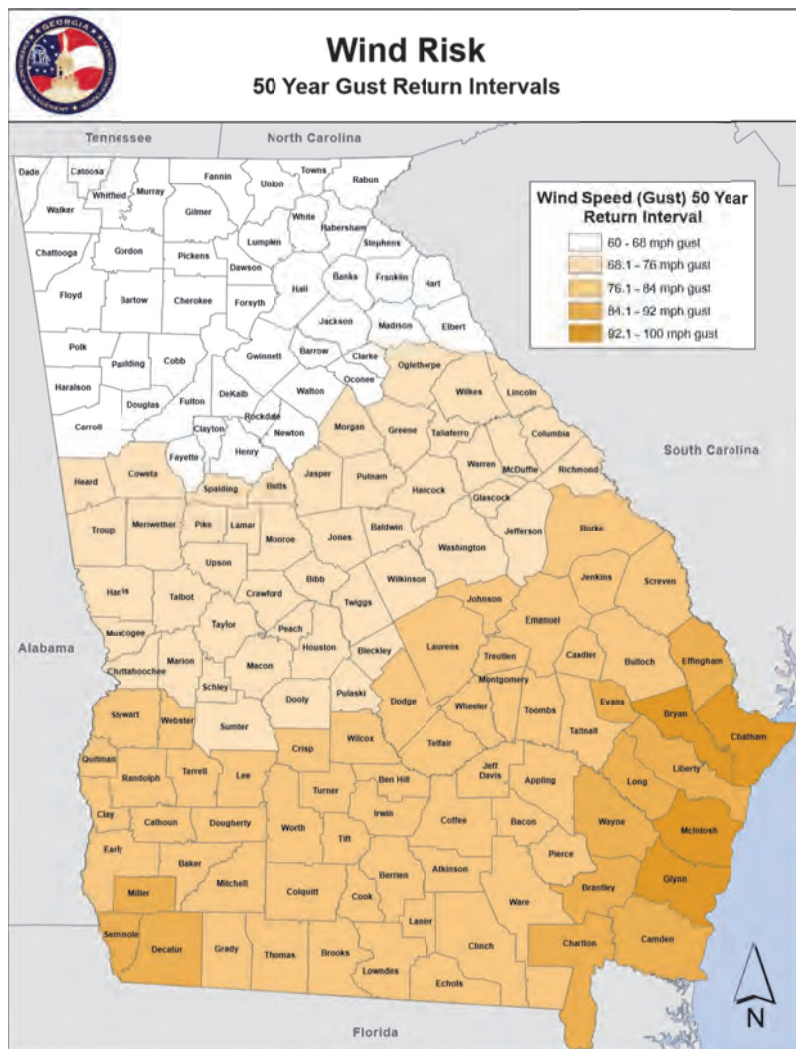 GEORGIA
Wind Risk
50 Year Gust Return Intervals
Tennessee
North Carolina
Wind Speed (Gust) 50 Year
Return Interval
60 - 68 mph gust
68.1 - 76 mph gust
76.1 - 84 mph gust
84.1 - 92 mph gust
92.1 - 100 mph gust
Dade
Catoosa
Whitfield
Murray
Fannin
Union
Towns
Rabun
Walker
Gilmer
White
Habersham
Lumpkin
Stephens
Chattooga
Gordon
Pickens
Dawson
Banks
Franklin
Hart
Floyd
Bartow
Cherokee
Forsyth
Hall
Jackson
Madison
Elbert
Polk
Paulding
Cobb
Gwinnett
Barrow
Clarke
Oconee
Oglethorpe
Haralson
Douglas
Fulton
DeKalb
Walton
Wilkes
Lincoln
Carroll
Clayton
Rockdale
Newton
Morgan
Greene
Taliaferro
Columbia
Fayette
Henry
South Carolina
Heard
Coweta
Spalding
Butts
Jasper
Putnam
Hancock
Warren
McDuffie
Richmond
Glascock
Troup
Meriwether
Pike
Lamar
Monroe
Jones
Baldwin
Jefferson
Burke
Upson
Washington
Harris
Talbot
Crawford
Bibb
Wilkinson
Johnson
Jenkins
Screven
Twiggs
Emanuel
Muscogee
Taylor
Peach
Houston
Bleckley
Laurens
Treutlen
Candler
Bulloch
Effingham
Alabama
Chattahoochee
Marion
Macon
Schley
Dooly
Pulaski
Dodge
Montgomery
Wheeler
Toombs
Evans
Bryan
Chatham
Stewart
Webster
Sumter
Wilcox
Telfair
Tattnall
Quitman
Crisp
Randolph
Terrell
Lee
Turner
Ben Hill
Jeff
Davis
Appling
Long
Liberty
Clay
Calhoun
Dougherty
Worth
Irwin
Tift
Coffee
Bacon
Wayne
McIntosh
Early
Baker
Mitchell
Pierce
Miller
Colquitt
Cook
Berrien
Atkinson
Ware
Brantley
Glynn
Seminole
Decatur
Grady
Thomas
Brooks
Lanier
Clinch
Charlton
Camden
Lowndes
Echols
Florida
N